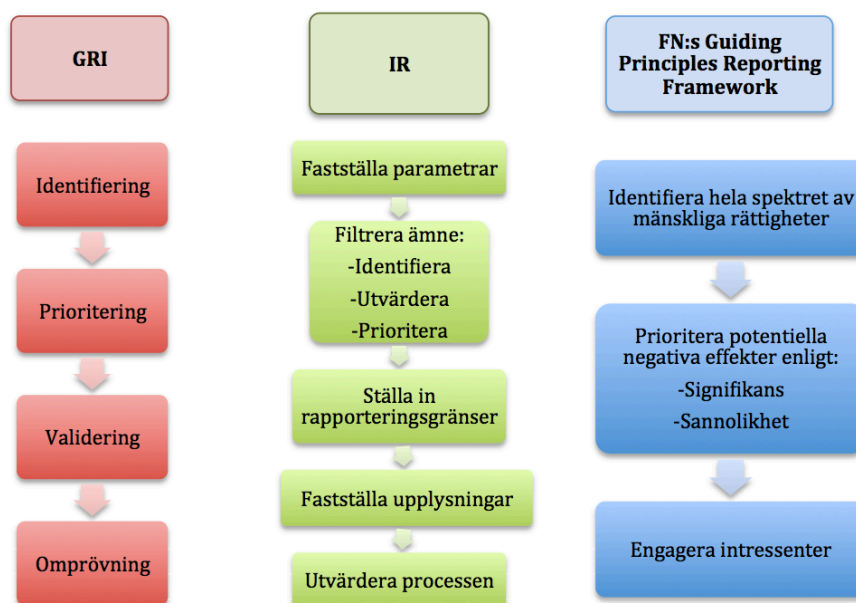 GRI
Identifiering
Prioritering
Validering
Omprövning
IR
Fastställa parametrar
Filtrera ämne:
-Identifiera
-Utvärdera
-Prioritera
Ställa in
rapporteringsgränser
Fastställa upplysningar
Utvärdera processen
FN:s Guiding
Principles Reporting
Framework
Identifiera hela spektret av
mänskliga rättigheter
Prioritera potentiella
negativa effekter enligt:
-Signifikans
-Sannolikhet
Engagera intressenter